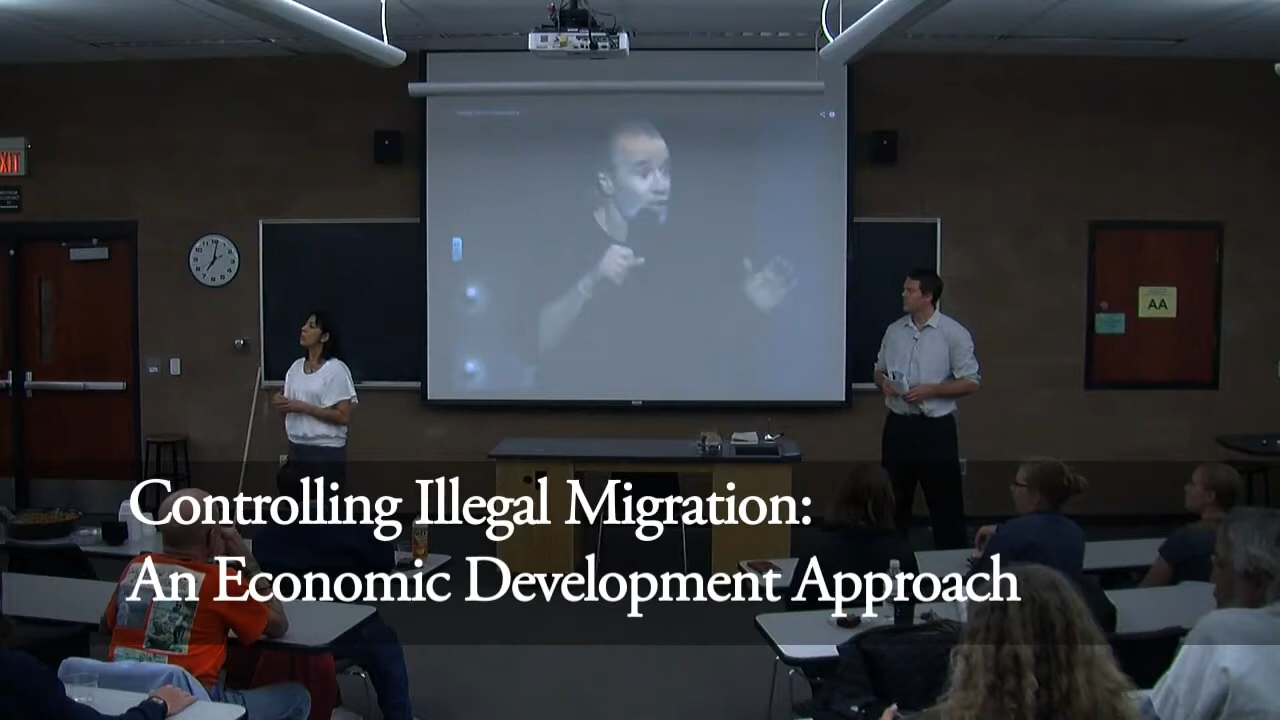 EXIT
AA
Controlling Illegal Migration:
An Economic Development Approach